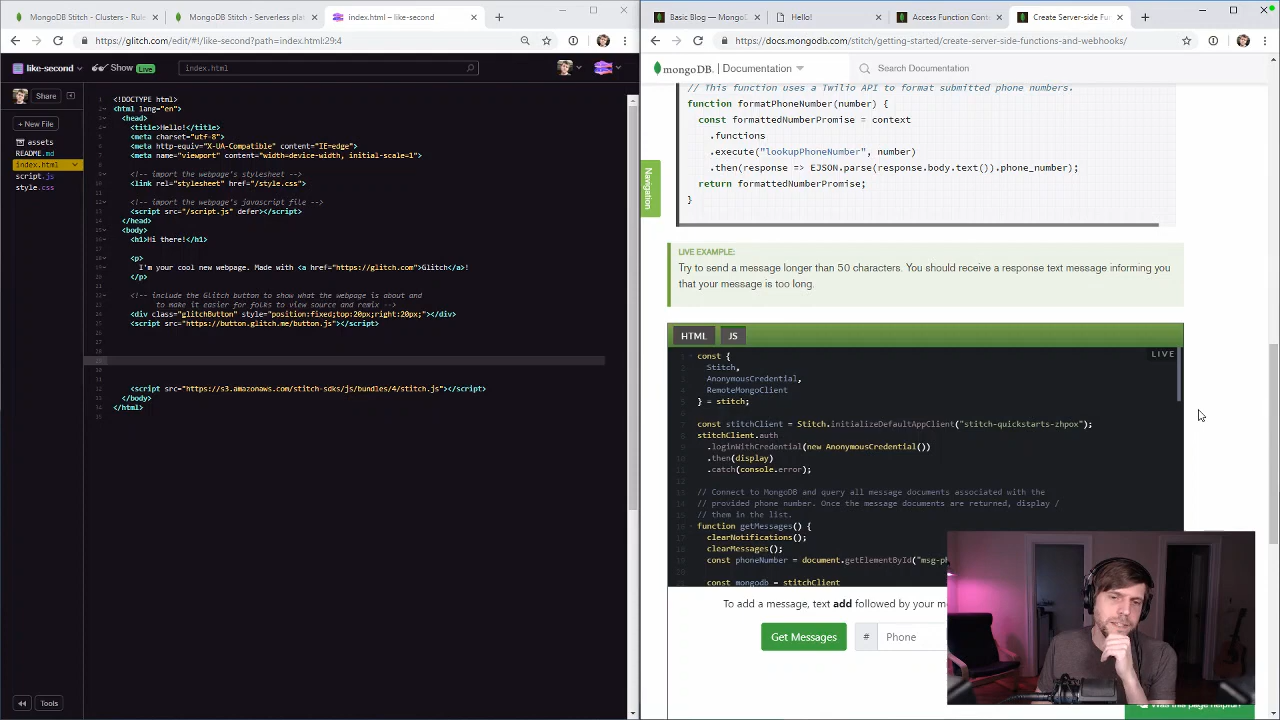 MongoDB Stitch - Clusters - Rules
MongoDB Stitch - Serverless pla
index.html – like-second
https://glitch.com/edit/#!/like-second?path=index.html:29:4
like-second
Show
Live
index.html
Share
+ New File
assets
README.md
index.html
script.js
style.css
Tools
<!DOCTYPE html>
<html lang="en">
<head>
<title>Hello!</title>
<meta charset="utf-8">
<meta http-equiv="X-UA-Compatible" content="IE=edge">
<meta name="viewport" content="width=device-width, initial-scale=1">
<!-- import the webpage's stylesheet -->
<link rel="stylesheet" href="/style.css">
<!-- import the webpage's javascript file -->
<script src="/script.js" defer></script>
</head>
<body>
<h1>Hi there!</h1>
<p>
I'm your cool new webpage. Made with <a href="https://glitch.com">Glitch</a>!
</p>
<!-- include the Glitch button to show what the webpage is about and
to make it easier for folks to view source and remix -->
<div class="glitchButton" style="position:fixed;top:20px;right:20px;"></div>
<script src="https://button.glitch.me/button.js"></script>
<script src="https://s3.amazonaws.com/stitch-sdks/js/bundles/4/stitch.js"></script>
</body>
</html>
Basic Blog — MongoD
Hello!
Access Function Cont
Create Server-side Fu
https://docs.mongodb.com/stitch/getting-started/create-server-side-functions-and-webhooks/
mongoDB. | Documentation
Search Documentation
Navigation
// This function uses a Twilio API to format submitted phone numbers.
function formatPhoneNumber(number) {
const formattedNumberPromise = context
.functions
.execute("lookupPhoneNumber", number)
.then(response => EJSON.parse(response.body.text()).phone_number);
return formattedNumberPromise;
}
LIVE EXAMPLE:
Try to send a message longer than 50 characters. You should receive a response text message informing you
that your message is too long.
HTML
JS
LIVE
const {
Stitch,
AnonymousCredential,
RemoteMongoClient
} = stitch;
const stitchClient = Stitch.initializeDefaultAppClient("stitch-quickstarts-zhpox");
stitchClient.auth
.loginWithCredential(new AnonymousCredential())
.then(display)
.catch(console.error);
// Connect to MongoDB and query all message documents associated with the
// provided phone number. Once the message documents are returned, display /
// them in the list.
function getMessages() {
clearNotifications();
clearMessages();
const phoneNumber = document.getElementById("msg-ph
const mongodb = stitchClient
To add a message, text add followed by your me
Get Messages
#
Phone
Was this page helpful?